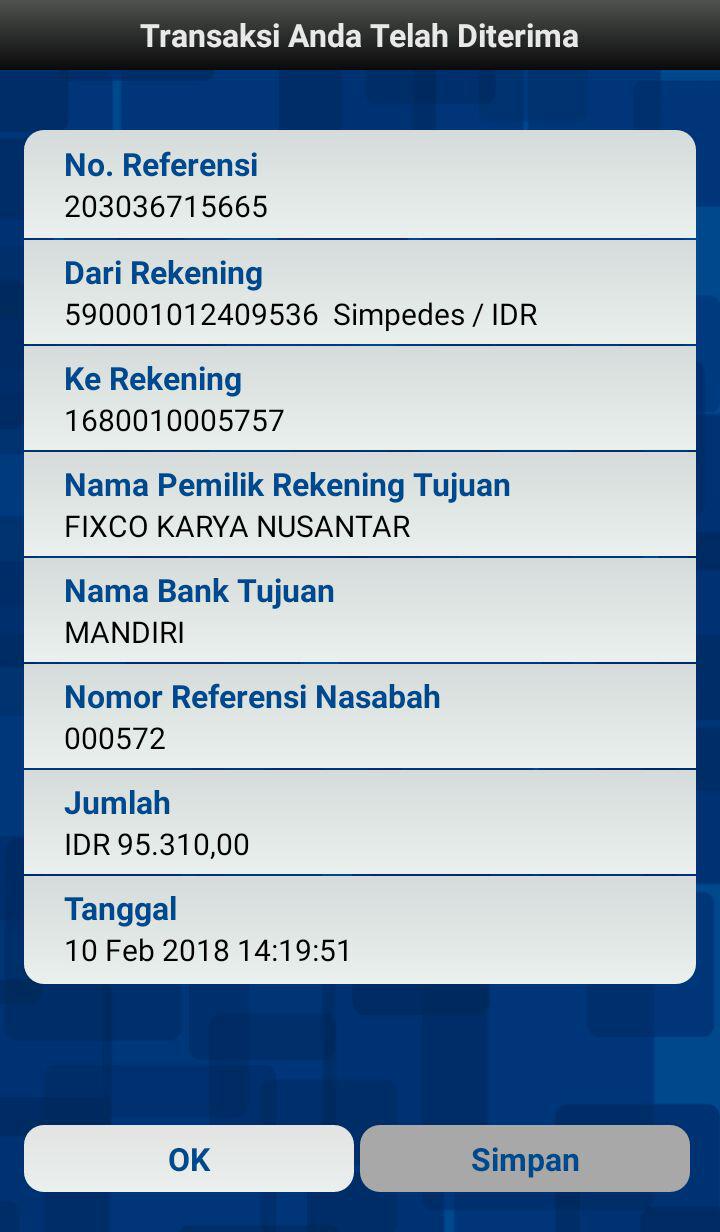 Transaksi Anda Telah Diterima
No. Referensi
203036715665
Dari Rekening
590001012409536  Simpedes / IDR
Ke Rekening
1680010005757
Nama Pemilik Rekening Tujuan
FIXCO KARYA NUSANTAR
Nama Bank Tujuan
MANDIRI
Nomor Referensi Nasabah
000572
Jumlah
IDR 95.310,00
Tanggal
10 Feb 2018 14:19:51
OK
Simpan